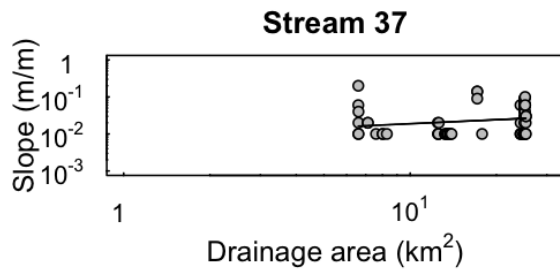 Stream 37
Slope (m/m)
1
10⁻¹
10⁻²
10⁻³
1
10¹
Drainage area (km²)